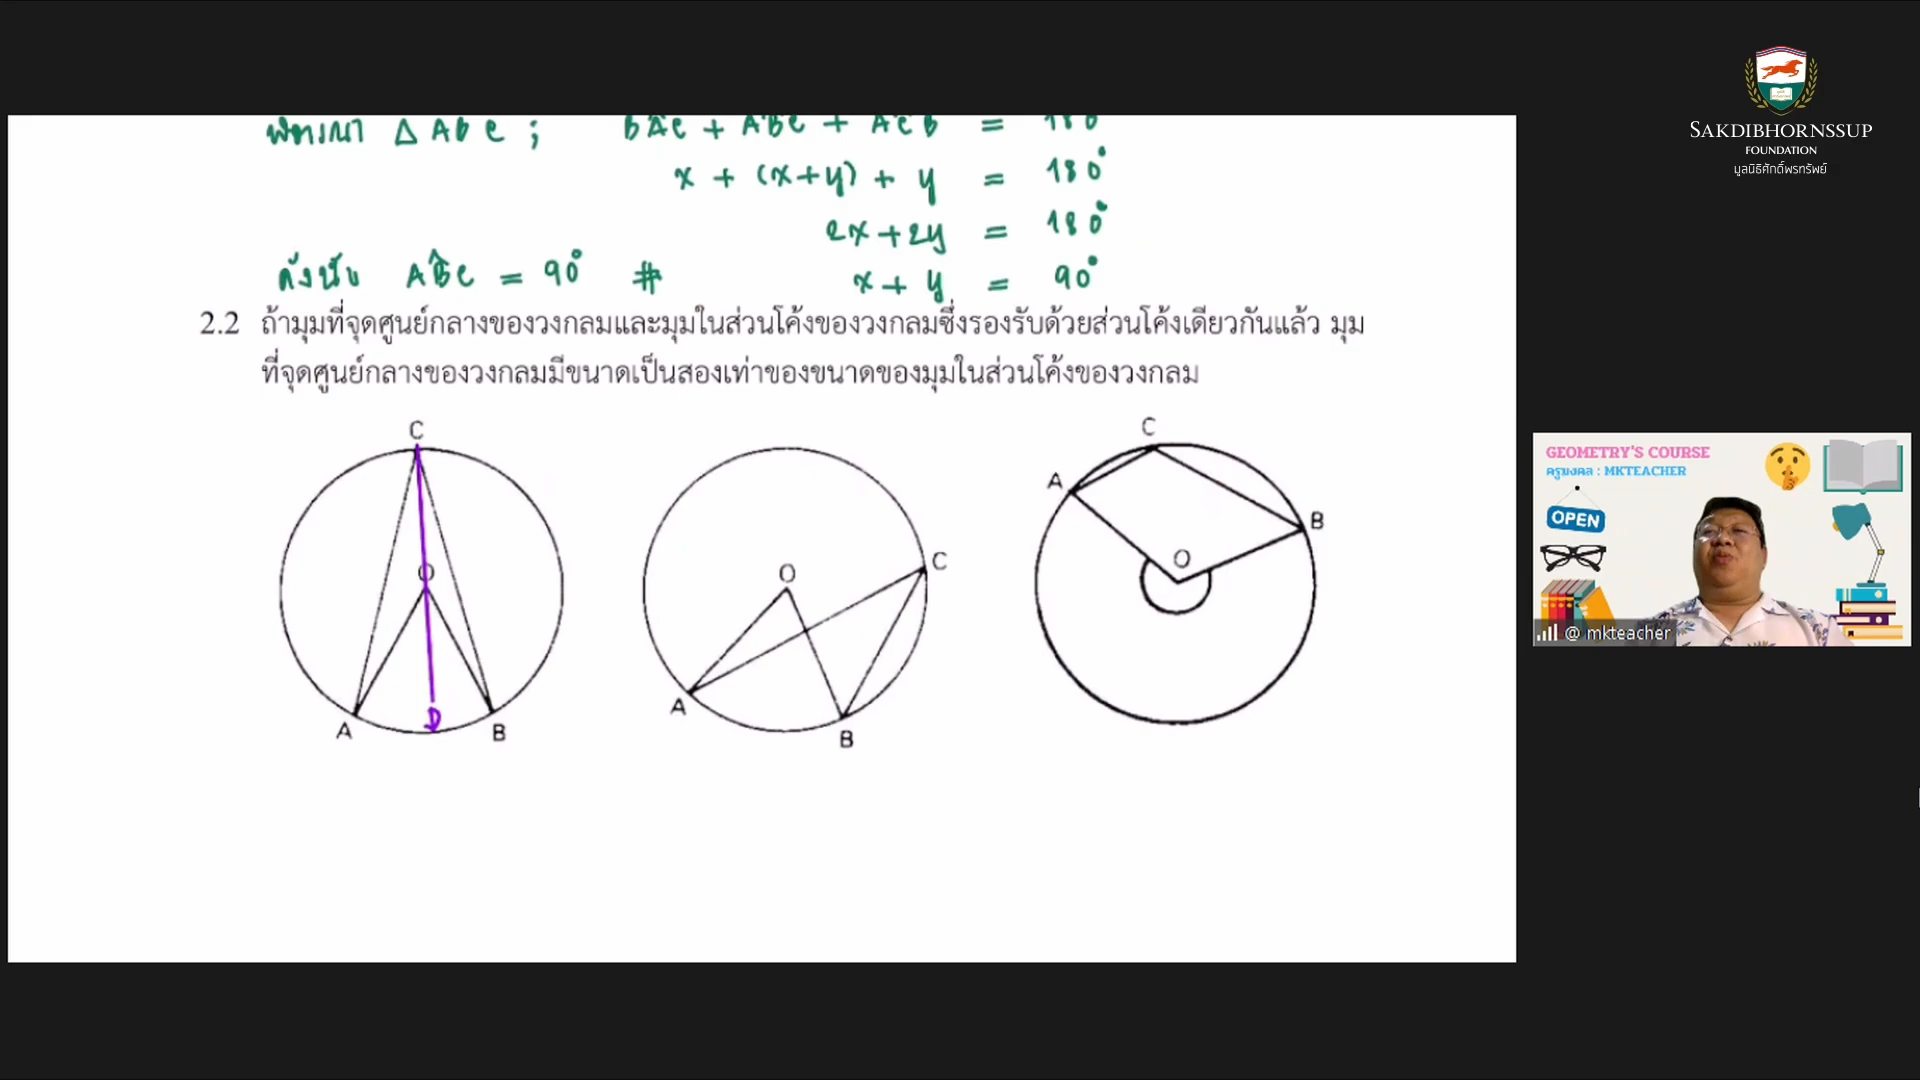 พิจารณา △ ABC ; BÂC + AB̂C + AĈB = 180°
x + (x+y) + y = 180°
2x + 2y = 180°
ดังนั้น AB̂C = 90° #
x + y = 90°
2.2 ถ้ามุมที่จุดศูนย์กลางของวงกลมและมุมในส่วนโค้งของวงกลมซึ่งรองรับด้วยส่วนโค้งเดียวกันแล้ว มุม
ที่จุดศูนย์กลางของวงกลมมีขนาดเป็นสองเท่าของขนาดของมุมในส่วนโค้งของวงกลม
C
O
A
D
B
O
C
A
B
C
A
B
O
SAKDIBHORNSSUP
FOUNDATION
มูลนิธิศักดิ์พรทรัพย์
GEOMETRY'S COURSE
ครูมงคล : MKTEACHER
OPEN
@ mkteacher